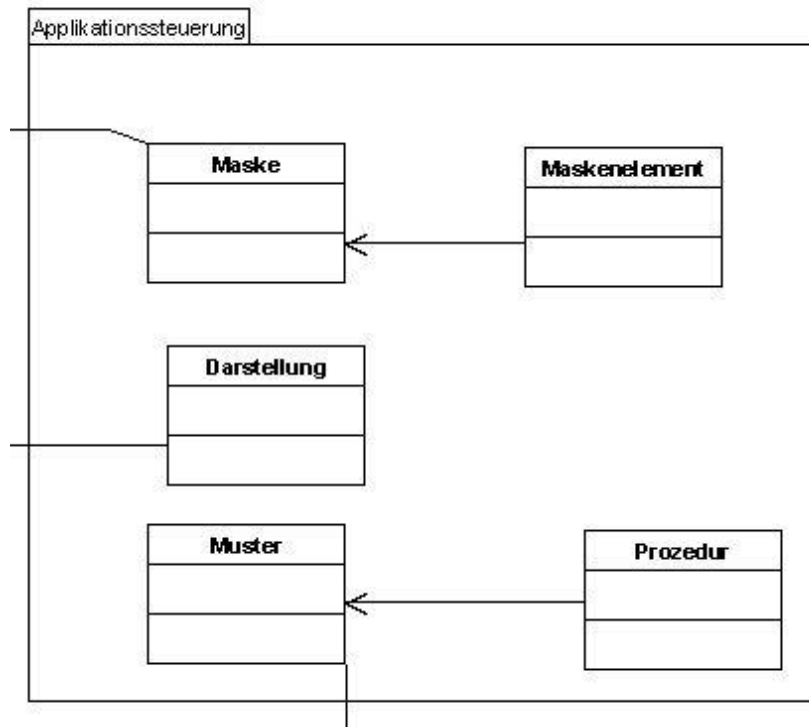 Applikationssteuerung
Maske
Maskenelement
Darstellung
Muster
Prozedur